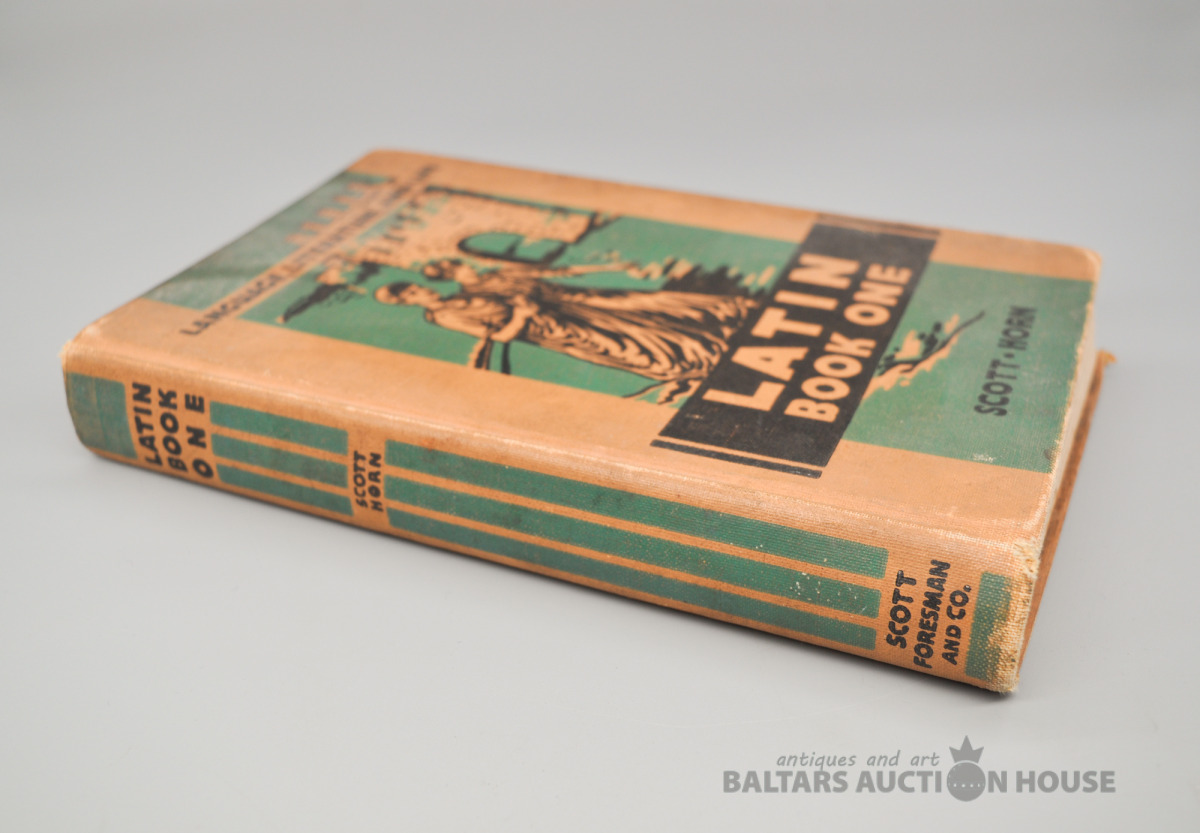 LATIN
BOOK ONE
SCOTT • HORN
LATIN
BOOK
ONE
SCOTT
HORN
SCOTT
FORESMAN
AND CO.
antiques and art
BALTARS AUCTION HOUSE